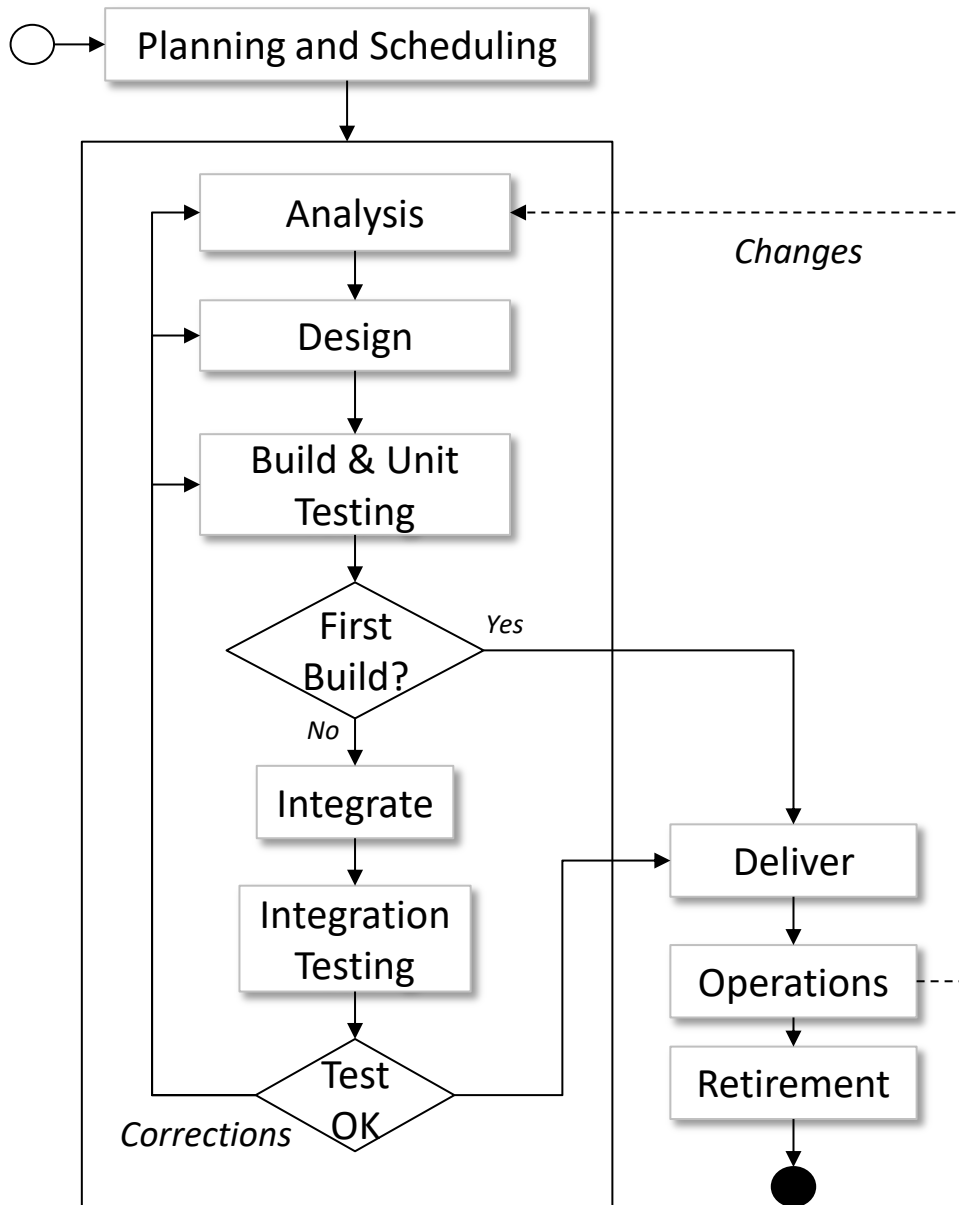 Planning and Scheduling
Analysis
Changes
Design
Build & Unit
Testing
First
Build?
Yes
No
Integrate
Deliver
Integration
Testing
Operations
Test
OK
Retirement
Corrections